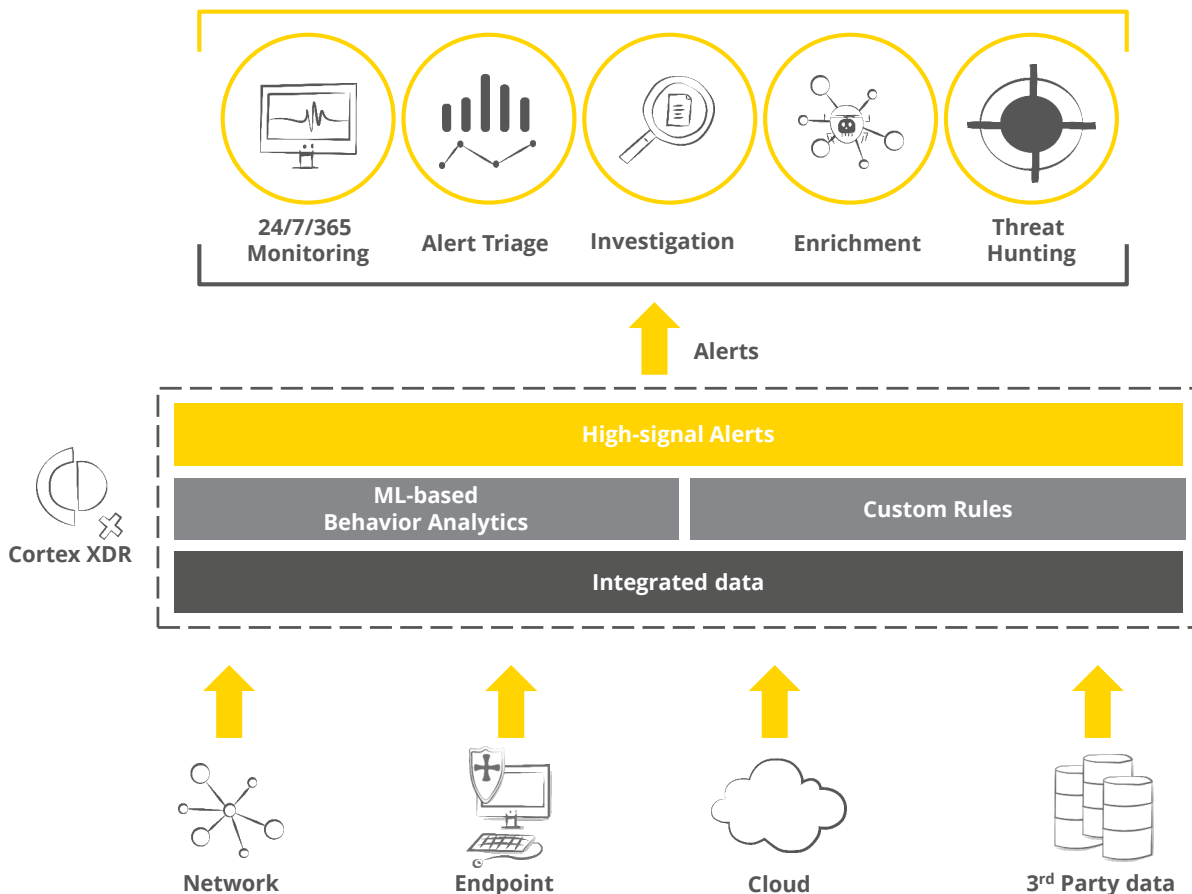 24/7/365
Monitoring
Alert Triage
Investigation
Enrichment
Threat
Hunting
Alerts
High-signal Alerts
ML-based
Behavior Analytics
Custom Rules
Cortex XDR
Integrated data
Network
Endpoint
Cloud
3rd Party data